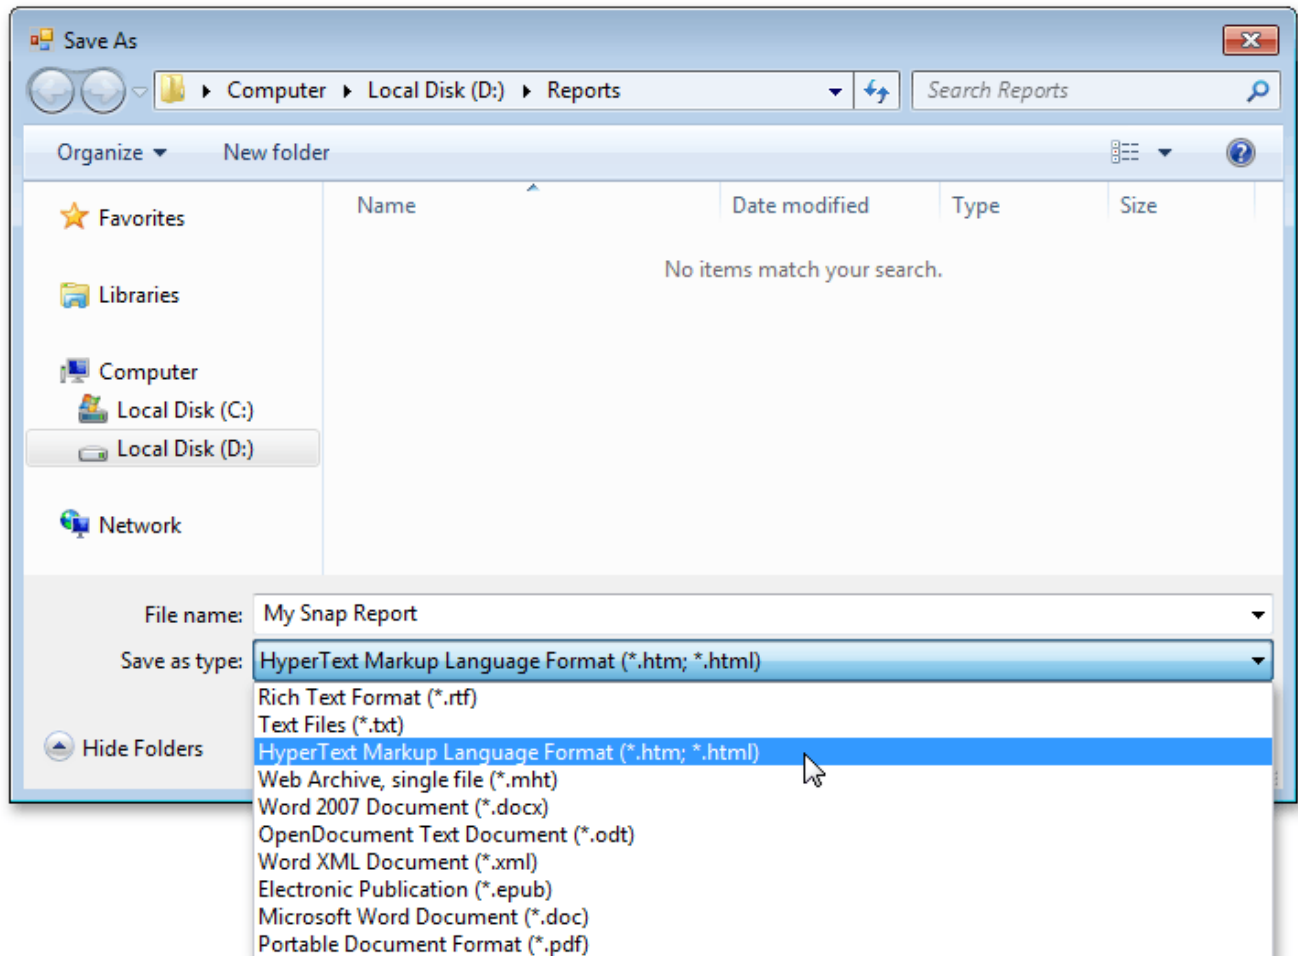 Save As
Computer Local Disk (D:) Reports Search Reports
Organize New folder
Name Date modified Type Size
Favorites
No items match your search.
Libraries
Computer
Local Disk (C:)
Local Disk (D:)
Network
File name: My Snap Report
Save as type: HyperText Markup Language Format (*.htm; *.html)
Rich Text Format (*.rtf)
Text Files (*.txt)
Hide Folders
HyperText Markup Language Format (*.htm; *.html)
Web Archive, single file (*.mht)
Word 2007 Document (*.docx)
OpenDocument Text Document (*.odt)
Word XML Document (*.xml)
Electronic Publication (*.epub)
Microsoft Word Document (*.doc)
Portable Document Format (*.pdf)